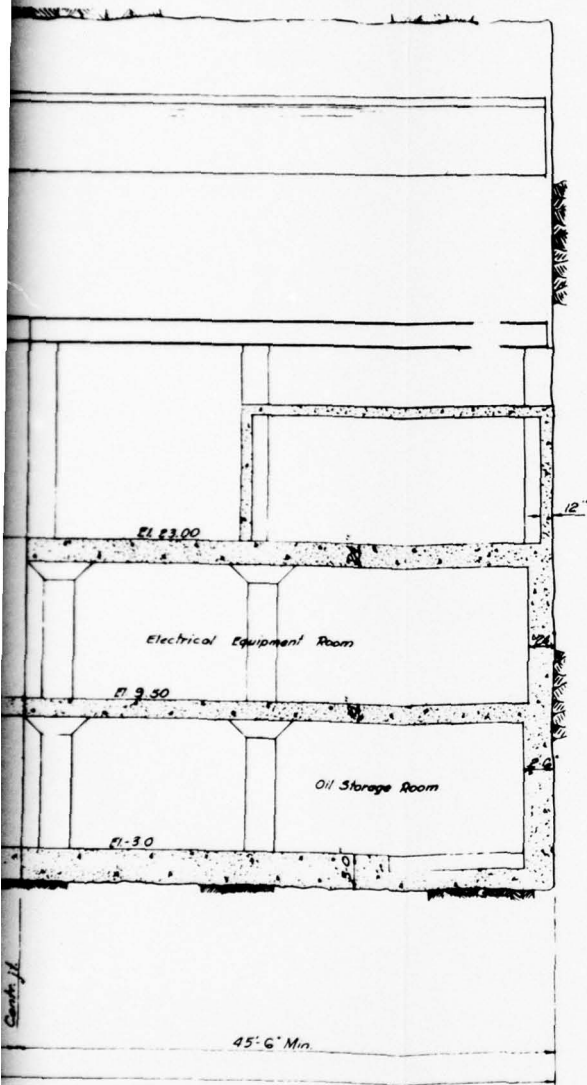 12"
El. 23.00
Electrical Equipment Room
El 9.50
Oil Storage Room
El.-3.0
Contr. jt.
45'-6" Min.